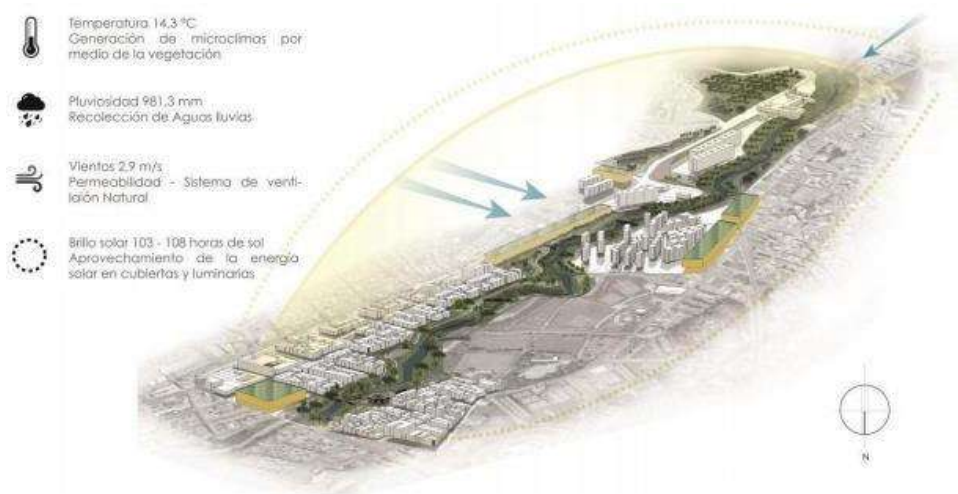 Temperatura 14,3 ºC
Generación de microclimas por
medio de la vegetación
Pluviosidad 981,3 mm
Recolección de Aguas lluvias
Vientos 2,9 m/s
Permeabilidad - Sistema de venti-
lación Natural
Brillo solar 103 - 108 horas de sol
Aprovechamiento de la energía
solar en cubiertas y luminarias
N